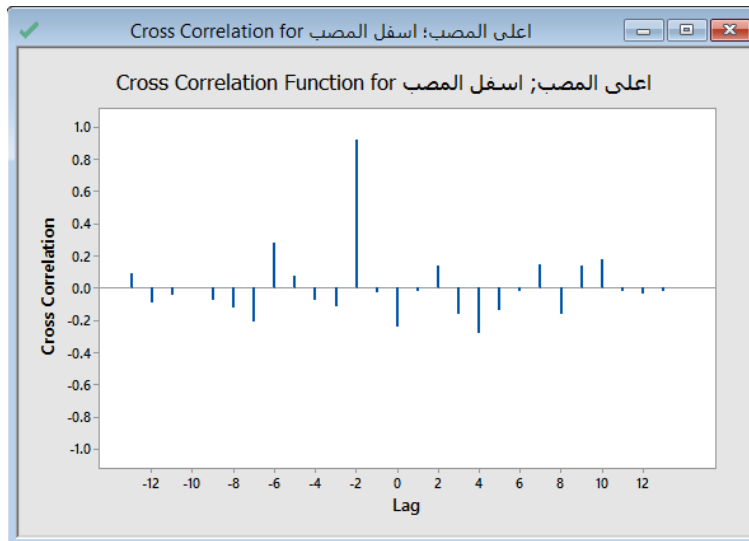 Cross Correlation for اعلى المصب؛ اسفل المصب
Cross Correlation Function for اعلى المصب; اسفل المصب
1.0
0.8
0.6
0.4
0.2
0.0
-0.2
-0.4
-0.6
-0.8
-1.0
Cross Correlation
-12 -10 -8 -6 -4 -2 0 2 4 6 8 10 12
Lag